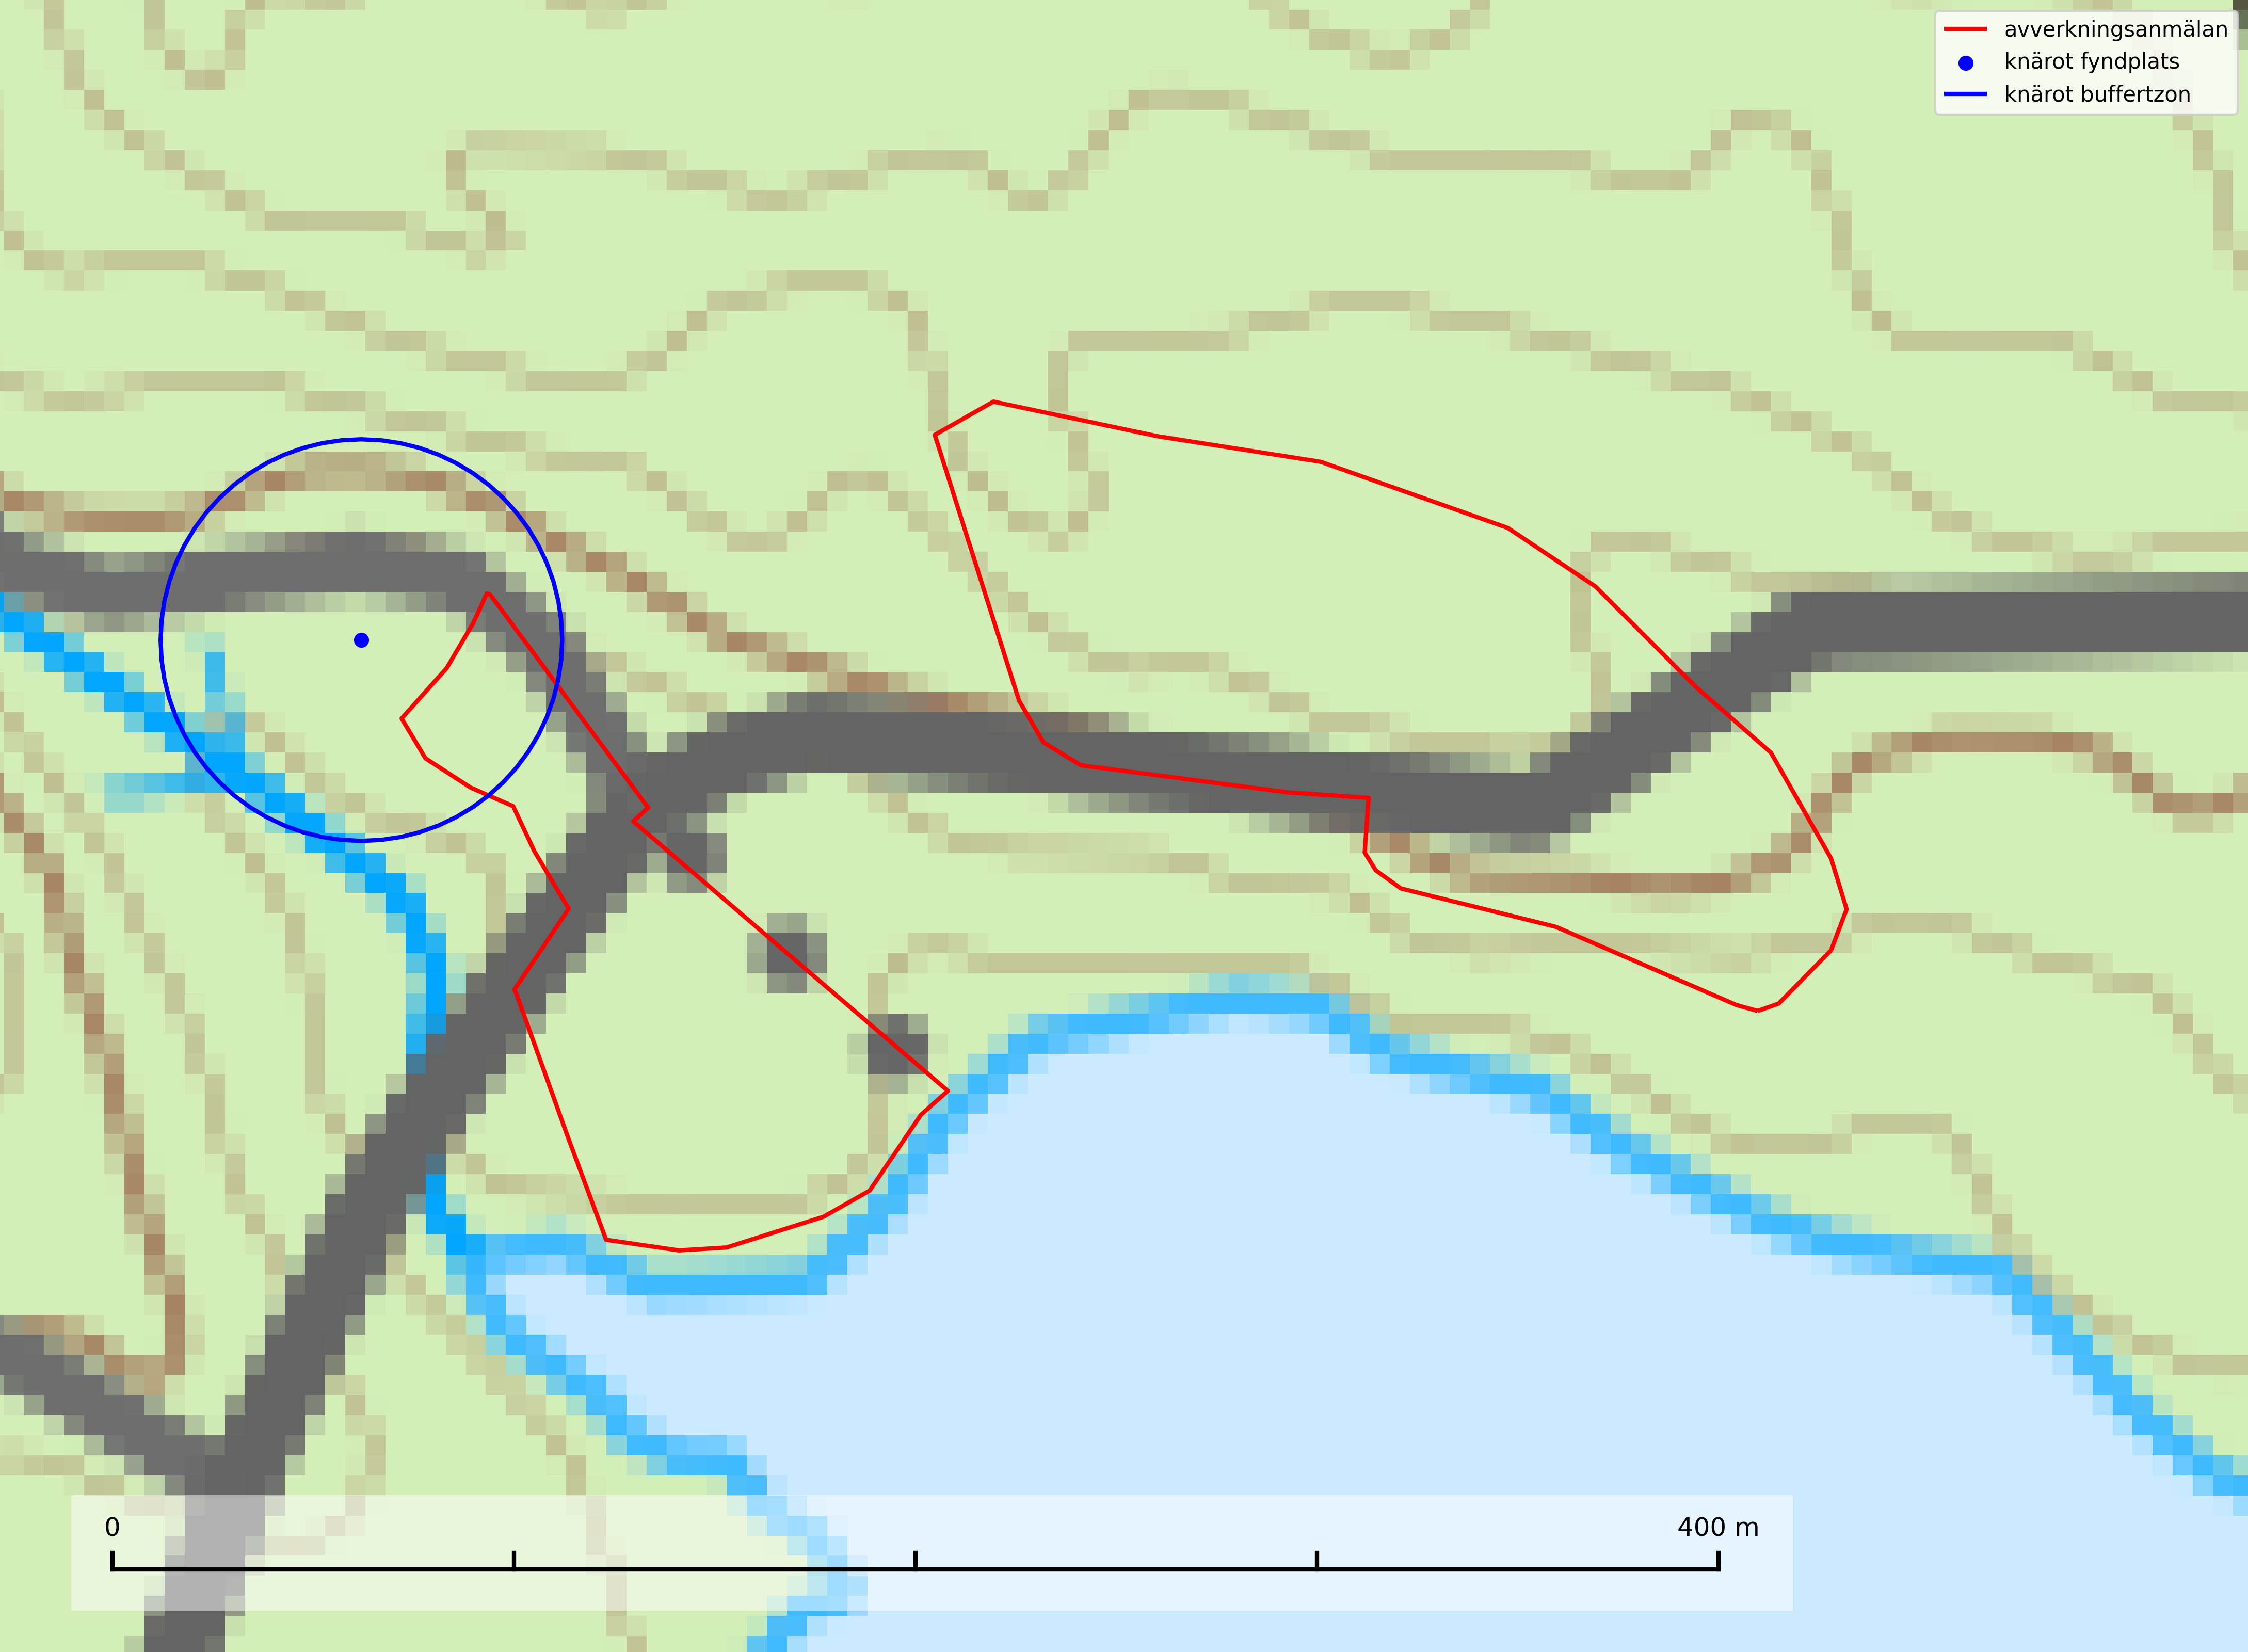 avverkningsanmälan
knärot fyndplats
knärot buffertzon
0
400 m